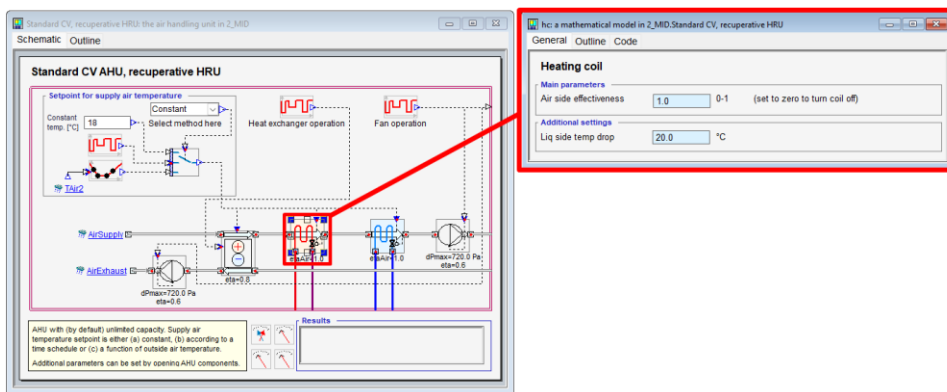 Standard CV, recuperative HRU: the air handling unit in 2_MID
Schematic Outline
Standard CV AHU, recuperative HRU
Setpoint for supply air temperature
Constant
Select method here
Constant
temp. [°C]
18
Heat exchanger operation
Fan operation
TAir2
AirSupply
AirExhaust
etaAir=1.0
etaAir=1.0
dPmax=720.0 Pa
eta=0.6
eta=0.8
dPmax=720.0 Pa
eta=0.6
AHU with (by default) unlimited capacity. Supply air
temperature setpoint is either (a) constant, (b) according to a
time schedule or (c) a function of outside air temperature.
Additional parameters can be set by opening AHU components.
Results
hc: a mathematical model in 2_MID.Standard CV, recuperative HRU
General Outline Code
Heating coil
Main parameters
Air side effectiveness 1.0 0-1 (set to zero to turn coil off)
Additional settings
Liq side temp drop 20.0 °C